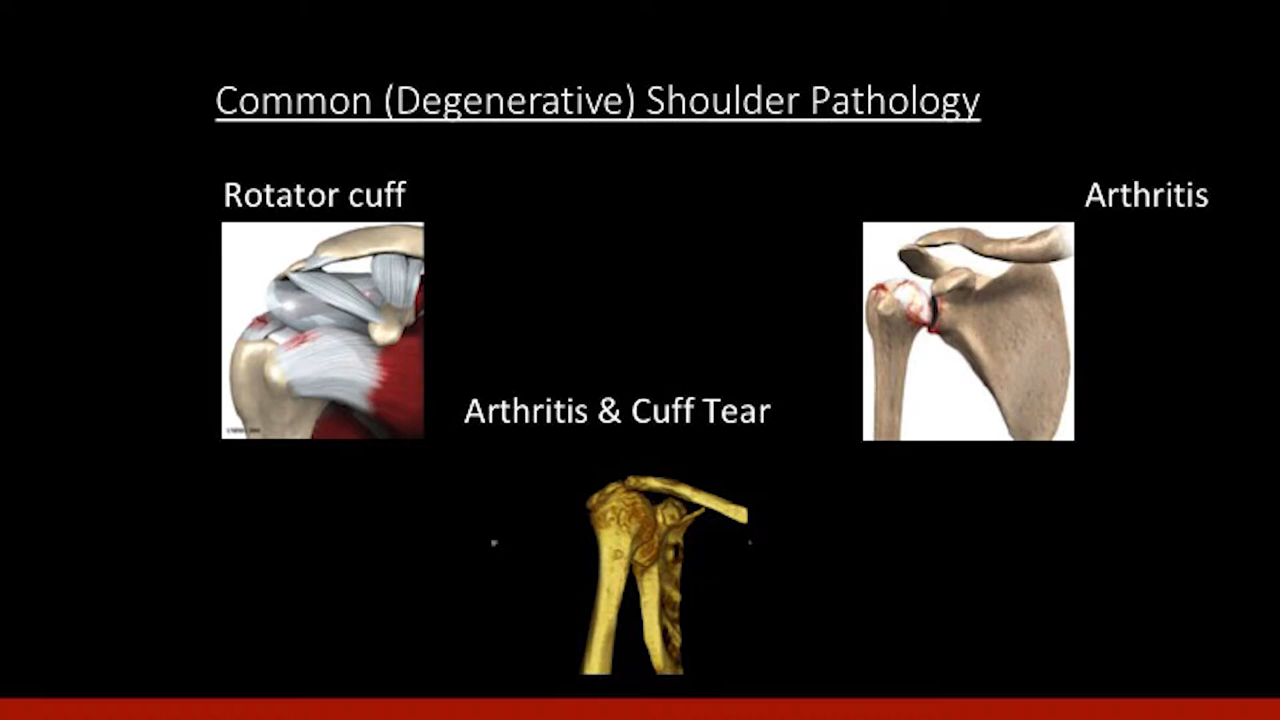 Common (Degenerative) Shoulder Pathology
Rotator cuff
Arthritis
Arthritis & Cuff Tear